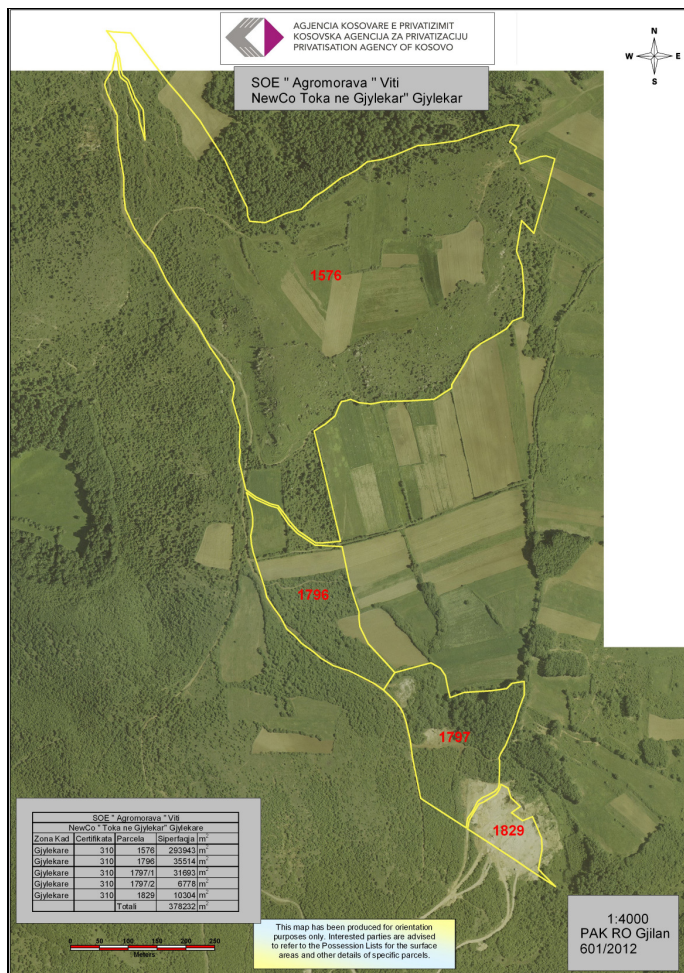 AGJENCIA KOSOVARE E PRIVATIZIMIT
KOSOVSKA AGENCIJA ZA PRIVATIZACIJU
PRIVATISATION AGENCY OF KOSOVO
N
W E
S
SOE " Agromorava " Viti
NewCo Toka ne Gjylekar" Gjylekar
1576
1796
1797
1829
SOE " Agromorava " Viti
NewCo " Toka ne Gjylekar" Gjylekare
Zona Kad Certifikata Parcela Siperfaqja m²
Gjylekare 310 1576 293943 m²
Gjylekare 310 1796 35514 m²
Gjylekare 310 1797/1 31693 m²
Gjylekare 310 1797/2 6778 m²
Gjylekare 310 1829 10304 m²
Totali 378232 m²
0 50 100 150 200 250
Meters
This map has been produced for orientation
purposes only. Interested parties are advised
to refer to the Possession Lists for the surface
areas and other details of specific parcels.
1:4000
PAK RO Gjilan
601/2012